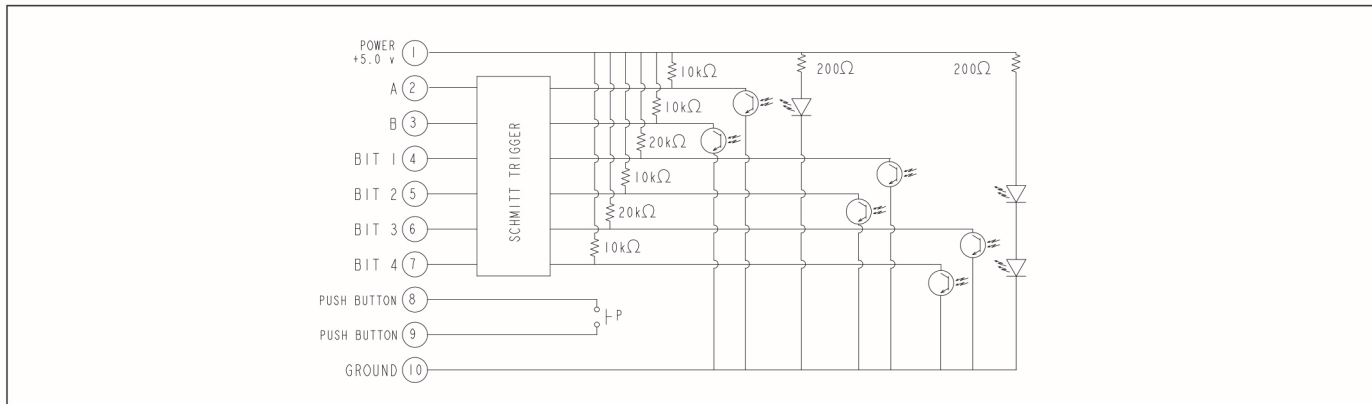 POWER
+5.0 v 1
200Ω 200Ω
10kΩ
A 2
10kΩ
B 3
20kΩ
BIT 1 4
10kΩ
BIT 2 5
20kΩ
BIT 3 6
10kΩ
BIT 4 7
SCHMITT TRIGGER
PUSH BUTTON 8
P
PUSH BUTTON 9
GROUND 10